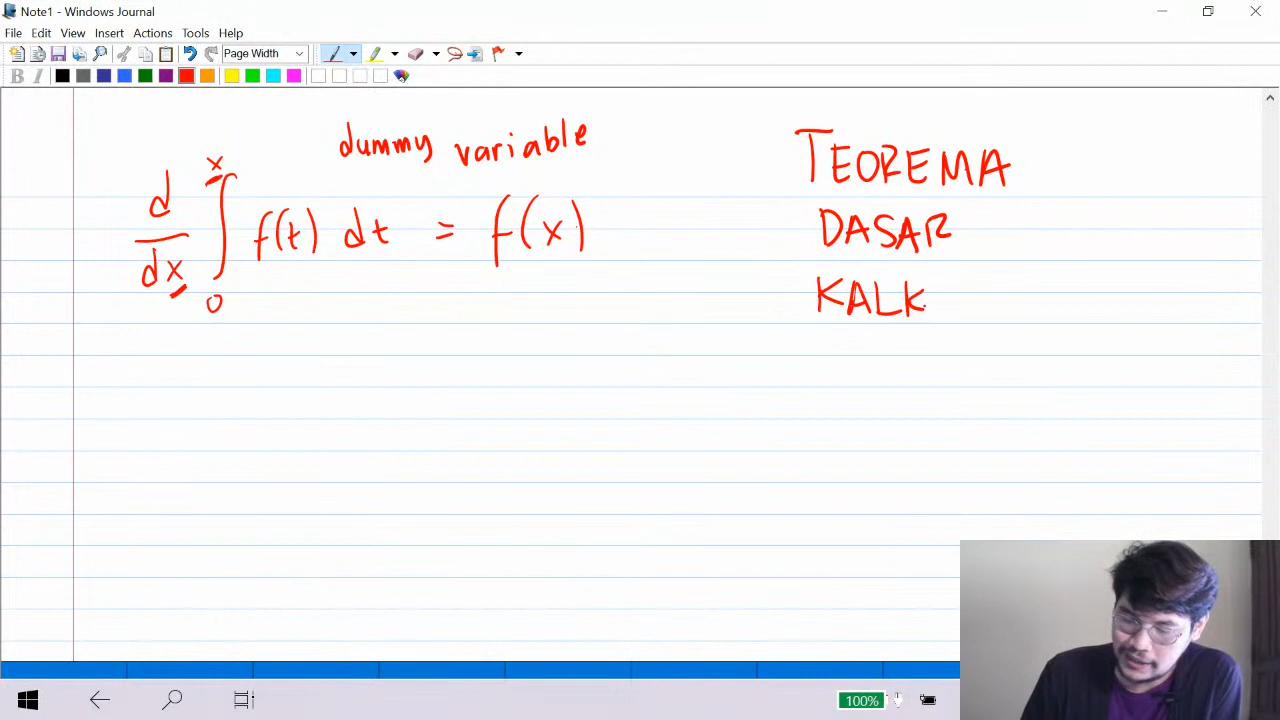 Note1 - Windows Journal
File Edit View Insert Actions Tools Help
Page Width
B I
dummy variable
d/dx ∫₀ˣ f(t) dt = f(x)
TEOREMA
DASAR
KALK
100%